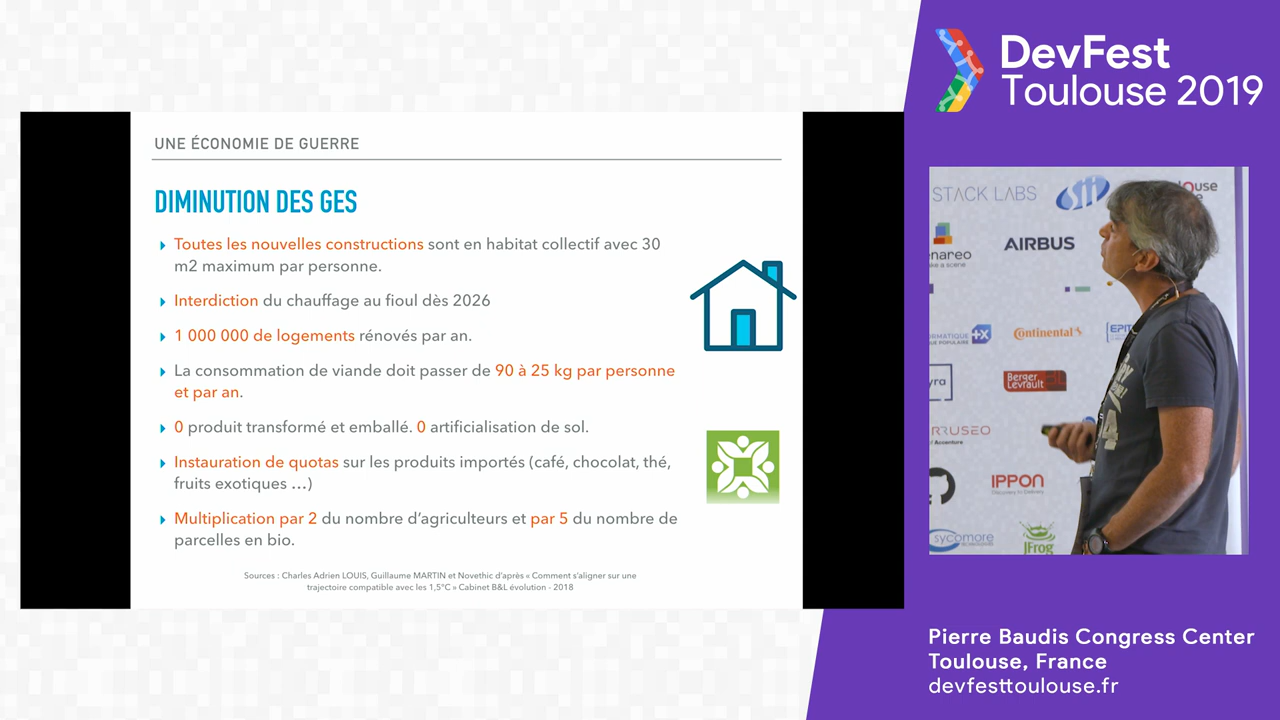 DevFest
Toulouse 2019
UNE ÉCONOMIE DE GUERRE
DIMINUTION DES GES
Toutes les nouvelles constructions sont en habitat collectif avec 30
m2 maximum par personne.
Interdiction du chauffage au fioul dès 2026
1 000 000 de logements rénovés par an.
La consommation de viande doit passer de 90 à 25 kg par personne
et par an.
0 produit transformé et emballé. 0 artificialisation de sol.
Instauration de quotas sur les produits importés (café, chocolat, thé,
fruits exotiques ...)
Multiplication par 2 du nombre d'agriculteurs et par 5 du nombre de
parcelles en bio.
Sources : Charles Adrien LOUIS, Guillaume MARTIN et Novethic d'après « Comment s'aligner sur une
trajectoire compatible avec les 1,5°C » Cabinet B&L évolution - 2018
STACK LABS
AIRBUS
Continental
Berger
Levrault
IPPON
sycomore
JFrog
Pierre Baudis Congress Center
Toulouse, France
devfesttoulouse.fr